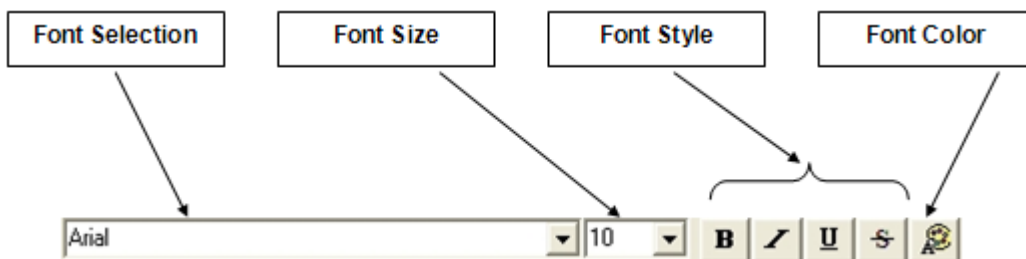 Font Selection Font Size Font Style Font Color
Arial 10 B I U S A